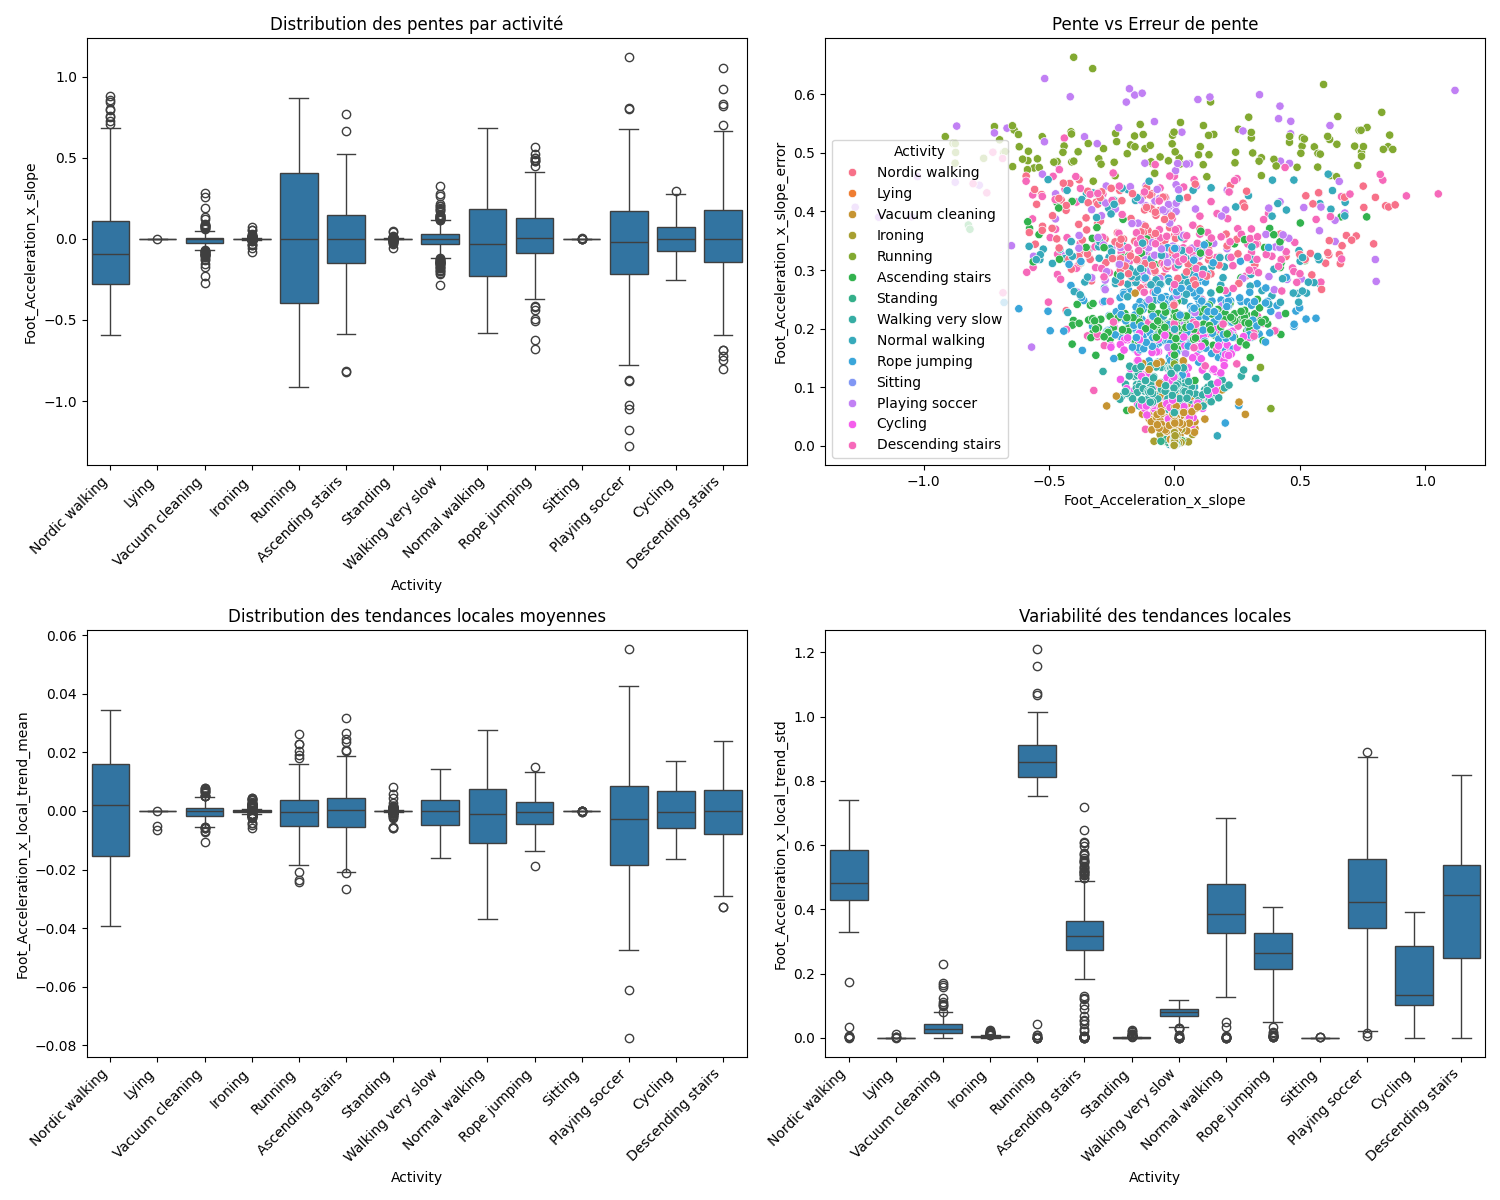 Distribution des pentes par activité
Foot_Acceleration_x_slope
1.0
0.5
0.0
−0.5
−1.0
Nordic walking
Lying
Vacuum cleaning
Ironing
Running
Ascending stairs
Standing
Walking very slow
Normal walking
Rope jumping
Sitting
Playing soccer
Cycling
Descending stairs
Activity
Pente vs Erreur de pente
Foot_Acceleration_x_slope_error
0.6
0.5
0.4
0.3
0.2
0.1
0.0
Activity
Nordic walking
Lying
Vacuum cleaning
Ironing
Running
Ascending stairs
Standing
Walking very slow
Normal walking
Rope jumping
Sitting
Playing soccer
Cycling
Descending stairs
−1.0
−0.5
0.0
0.5
1.0
Foot_Acceleration_x_slope
Distribution des tendances locales moyennes
Foot_Acceleration_x_local_trend_mean
0.06
0.04
0.02
0.00
−0.02
−0.04
−0.06
−0.08
Nordic walking
Lying
Vacuum cleaning
Ironing
Running
Ascending stairs
Standing
Walking very slow
Normal walking
Rope jumping
Sitting
Playing soccer
Cycling
Descending stairs
Activity
Variabilité des tendances locales
Foot_Acceleration_x_local_trend_std
1.2
1.0
0.8
0.6
0.4
0.2
0.0
Nordic walking
Lying
Vacuum cleaning
Ironing
Running
Ascending stairs
Standing
Walking very slow
Normal walking
Rope jumping
Sitting
Playing soccer
Cycling
Descending stairs
Activity